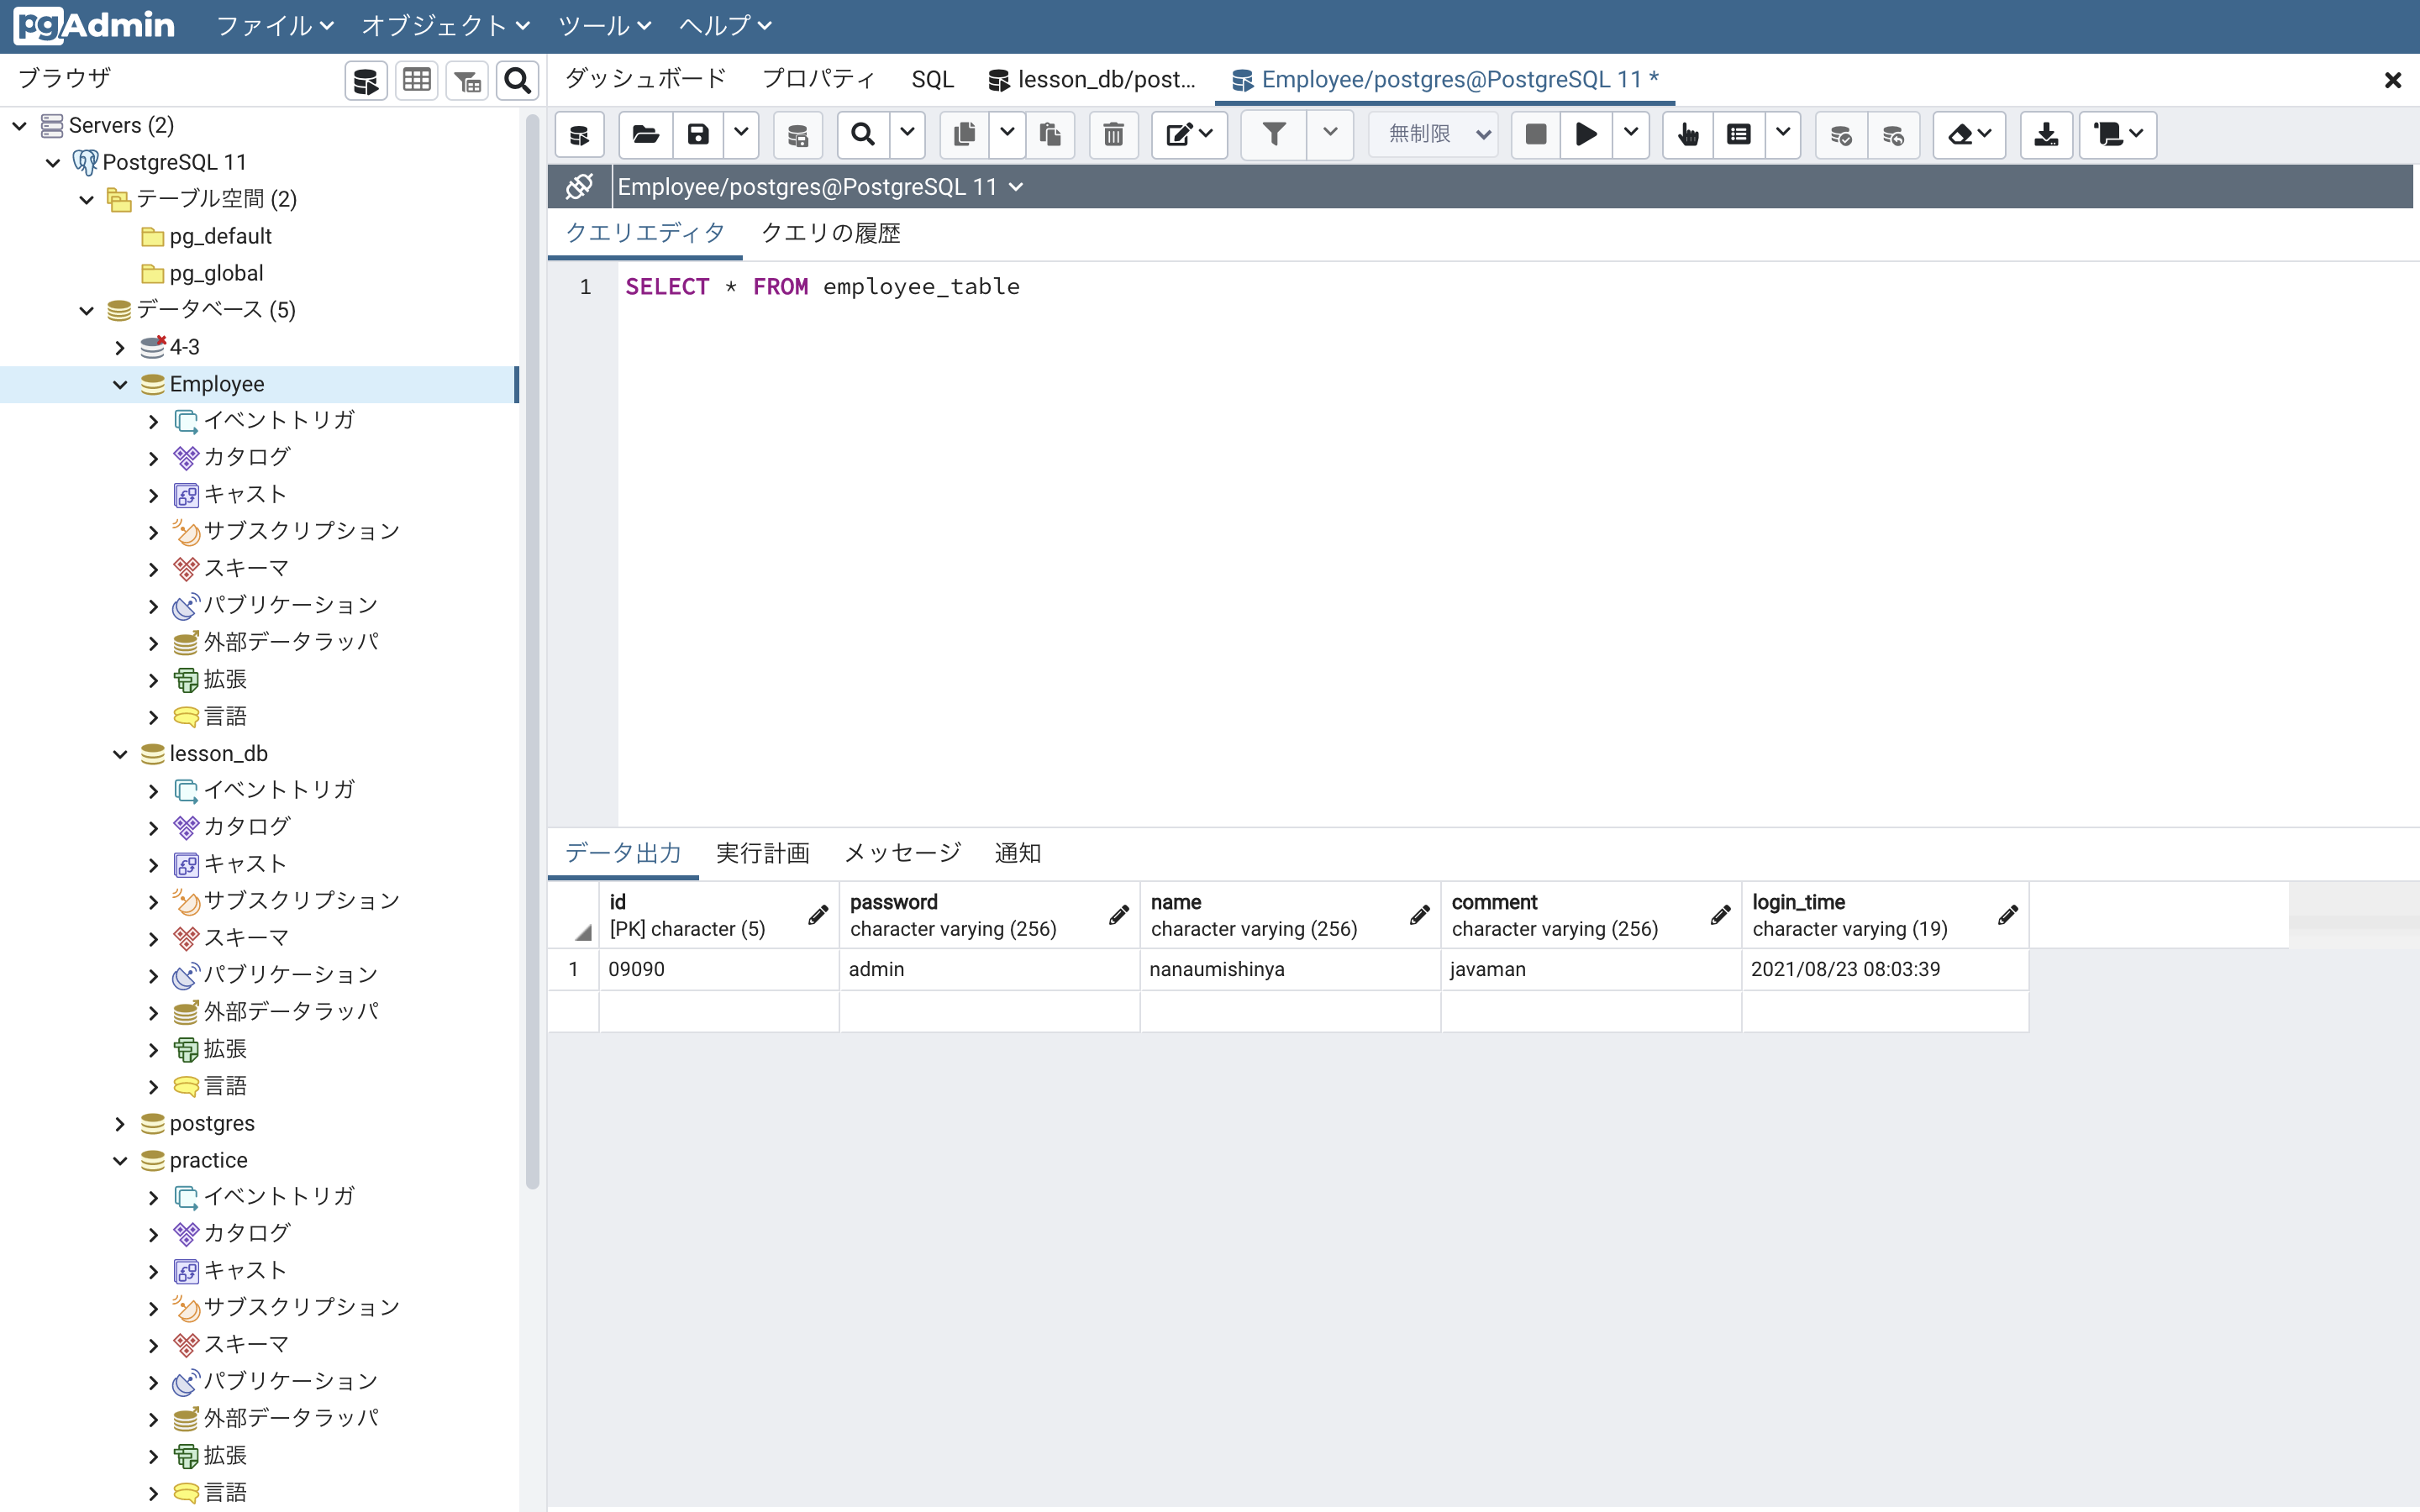 pgAdmin ファイル オブジェクト ツール ヘルプ
ブラウザ
Servers (2)
PostgreSQL 11
テーブル空間 (2)
pg_default
pg_global
データベース (5)
4-3
Employee
イベントトリガ
カタログ
キャスト
サブスクリプション
スキーマ
パブリケーション
外部データラッパ
拡張
言語
lesson_db
イベントトリガ
カタログ
キャスト
サブスクリプション
スキーマ
パブリケーション
外部データラッパ
拡張
言語
postgres
practice
イベントトリガ
カタログ
キャスト
サブスクリプション
スキーマ
パブリケーション
外部データラッパ
拡張
言語
ダッシュボード プロパティ SQL lesson_db/post... Employee/postgres@PostgreSQL 11 *
無制限
Employee/postgres@PostgreSQL 11
クエリエディタ クエリの履歴
1 SELECT * FROM employee_table
データ出力 実行計画 メッセージ 通知
id password name comment login_time
[PK] character (5) character varying (256) character varying (256) character varying (256) character varying (19)
1 09090 admin nanaumishinya javaman 2021/08/23 08:03:39